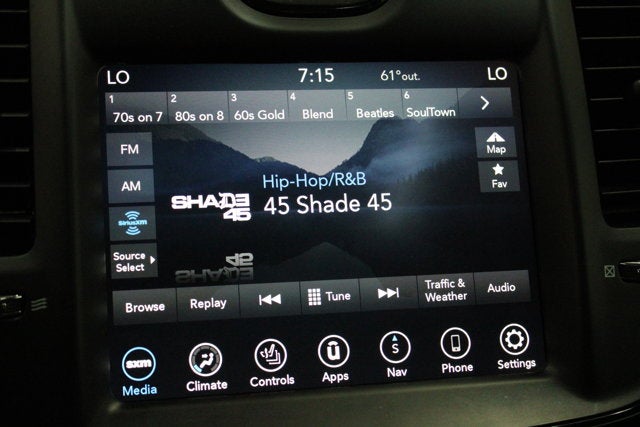 LO 7:15 61° out. LO
1 2 3 4 5 6
70s on 7 80s on 8 60s Gold Blend Beatles SoulTown
FM
AM
SiriusXM
Source
Select
Map
Fav
SHADE
45
Hip-Hop/R&B
45 Shade 45
Browse Replay Tune Traffic &
Weather Audio
sxm
S
Media Climate Controls Apps Nav Phone Settings